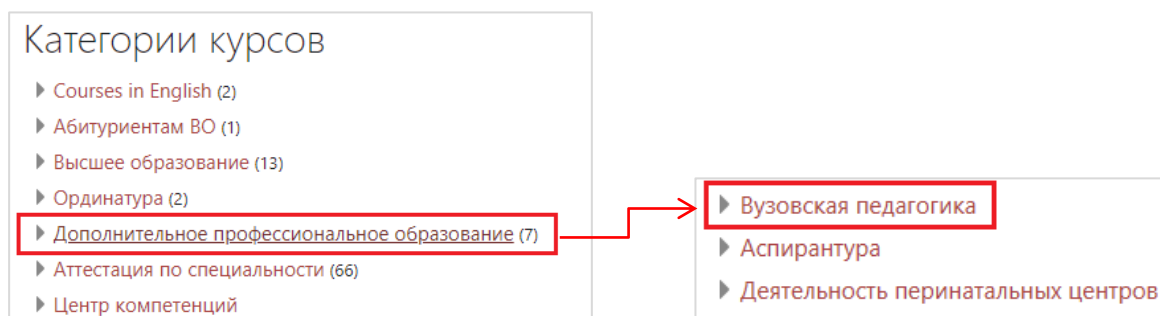 Категории курсов
Courses in English (2)
Абитуриентам ВО (1)
Высшее образование (13)
Ординатура (2)
Дополнительное профессиональное образование (7)
Аттестация по специальности (66)
Центр компетенций
Вузовская педагогика
Аспирантура
Деятельность перинатальных центров